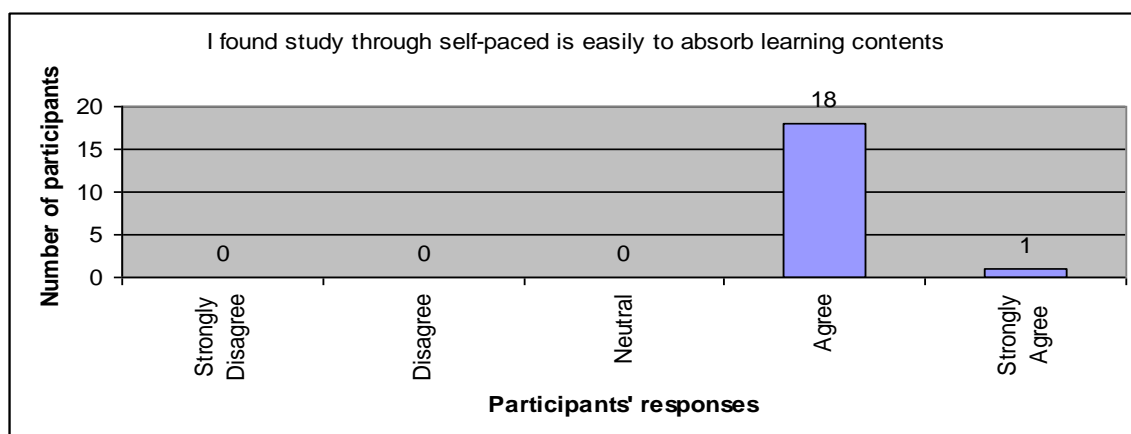 I found study through self-paced is easily to absorb learning contents
Number of participants
20
15
10
5
0
0
0
0
18
1
Strongly
Disagree
Disagree
Neutral
Agree
Strongly
Agree
Participants' responses